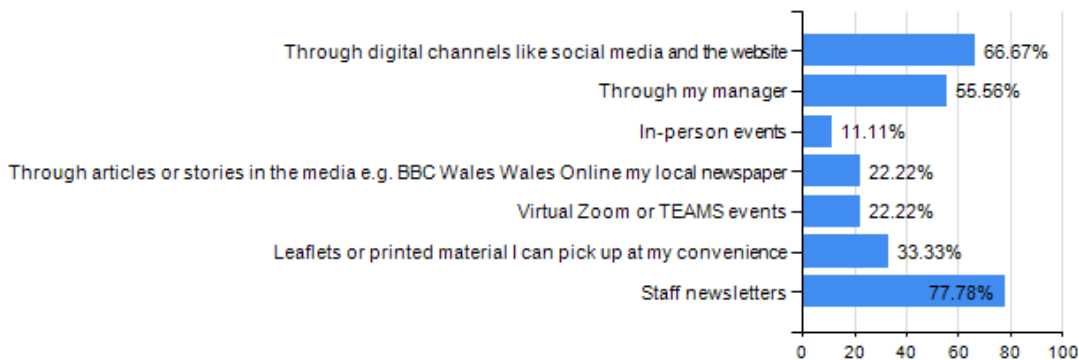 Through digital channels like social media and the website 66.67%
Through my manager 55.56%
In-person events 11.11%
Through articles or stories in the media e.g. BBC Wales Wales Online my local newspaper 22.22%
Virtual Zoom or TEAMS events 22.22%
Leaflets or printed material I can pick up at my convenience 33.33%
Staff newsletters 77.78%
0 20 40 60 80 100